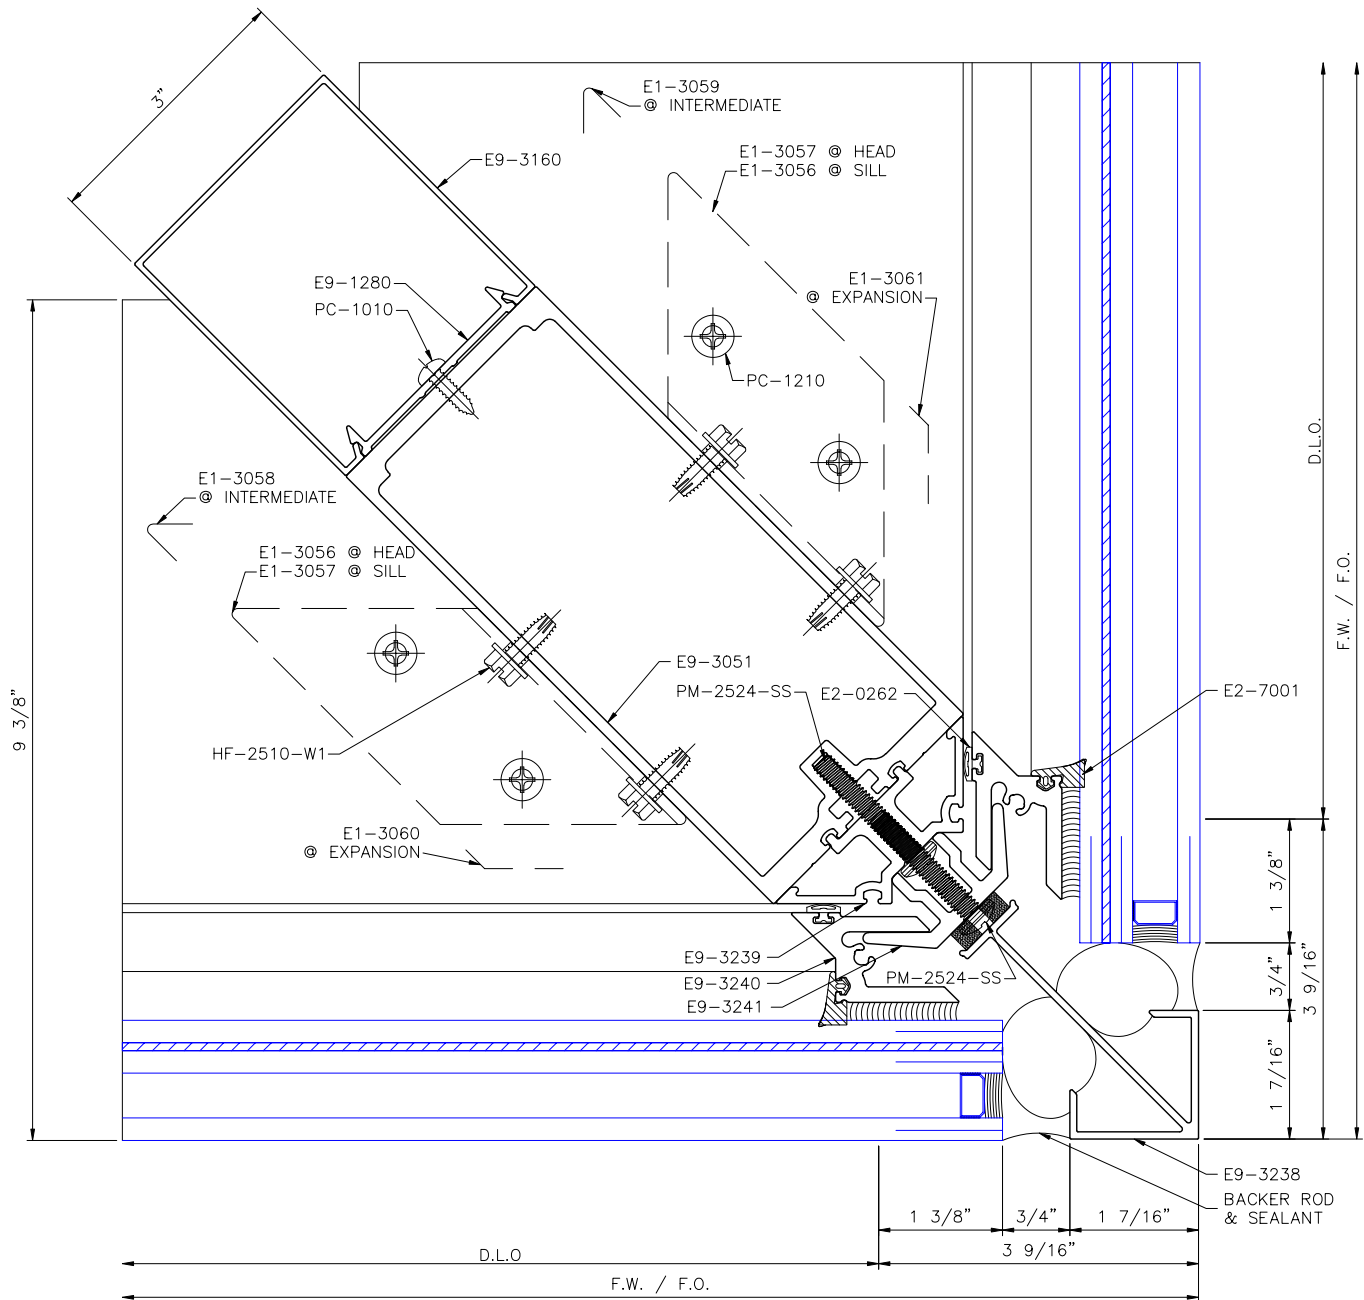 3"
E1-3059
@ INTERMEDIATE
E9-3160
E1-3057 @ HEAD
E1-3056 @ SILL
E9-1280
PC-1010
E1-3061
@ EXPANSION
PC-1210
D.L.O.
F.W. / F.O.
E1-3058
@ INTERMEDIATE
E1-3056 @ HEAD
E1-3057 @ SILL
9 3/8"
E9-3051
PM-2524-SS
E2-0262
E2-7001
HF-2510-W1
E1-3060
@ EXPANSION
1 3/8"
3/4"
3 9/16"
1 7/16"
E9-3239
E9-3240
E9-3241
PM-2524-SS
E9-3238
BACKER ROD
& SEALANT
1 3/8"
3/4"
1 7/16"
D.L.O
3 9/16"
F.W. / F.O.